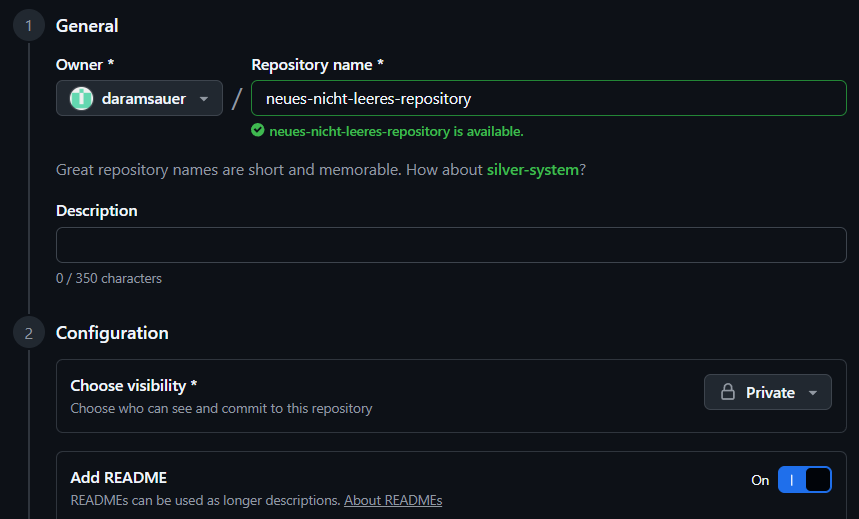 1 General
Owner * Repository name *
daramsauer / neues-nicht-leeres-repository
neues-nicht-leeres-repository is available.
Great repository names are short and memorable. How about silver-system?
Description
0 / 350 characters
2 Configuration
Choose visibility *
Choose who can see and commit to this repository
Private
Add README
READMEs can be used as longer descriptions. About READMEs
On